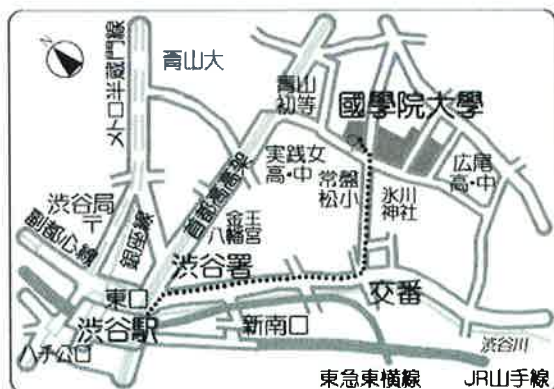 N
メトロ半蔵門線
青山大
青山
初等
國學院大學
実践女
高・中
常盤
松小
氷川
神社
広尾
高・中
渋谷局
〒
副都心線
銀座線
首都高高架
金王
八幡宮
渋谷署
東口
渋谷駅
ハチ公口
新南口
交番
渋谷川
東急東横線
JR山手線